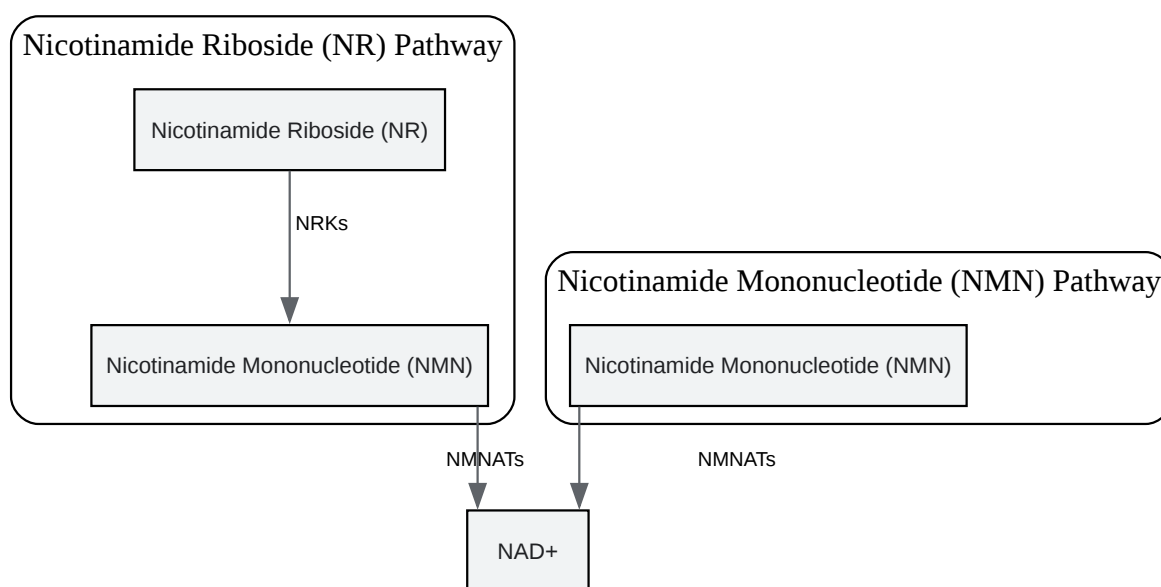 Nicotinamide Riboside (NR) Pathway
Nicotinamide Riboside (NR)
NRKs
Nicotinamide Mononucleotide (NMN)
Nicotinamide Mononucleotide (NMN) Pathway
Nicotinamide Mononucleotide (NMN)
NMNATs
NMNATs
NAD+